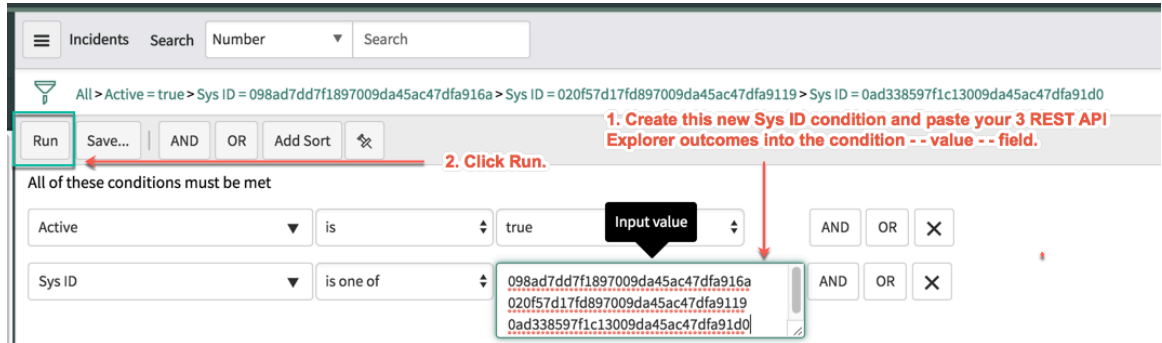 Incidents Search Number Search
All > Active = true > Sys ID = 098ad7dd7f1897009da45ac47dfa916a > Sys ID = 020f57d17fd897009da45ac47dfa9119 > Sys ID = 0ad338597f1c13009da45ac47dfa91d0
1. Create this new Sys ID condition and paste your 3 REST API
Explorer outcomes into the condition - - value - - field.
Run Save... AND OR Add Sort
2. Click Run.
All of these conditions must be met
Input value
Active is true AND OR
Sys ID is one of 098ad7dd7f1897009da45ac47dfa916a AND OR
020f57d17fd897009da45ac47dfa9119
0ad338597f1c13009da45ac47dfa91d0